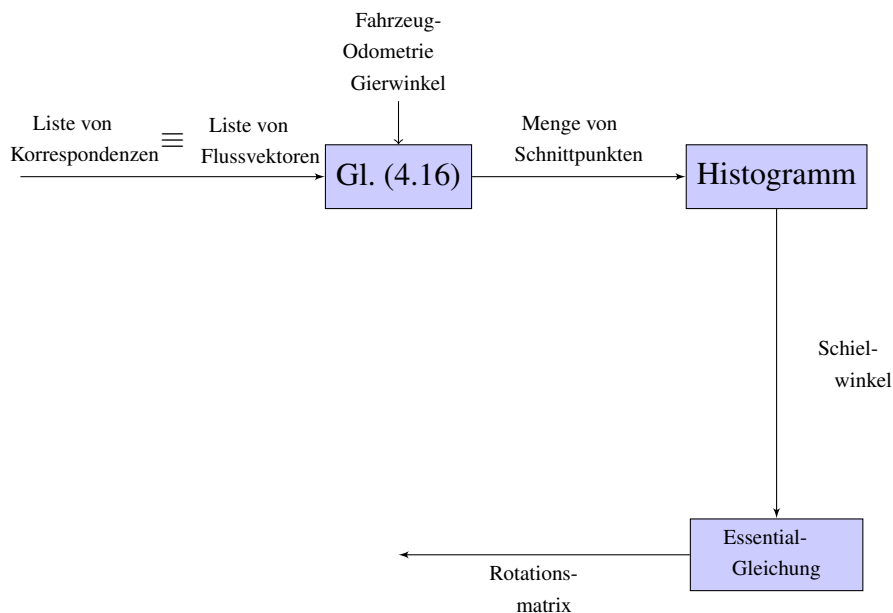 Fahrzeug-
Odometrie
Gierwinkel
Liste von
Korrespondenzen
≡
Liste von
Flussvektoren
Gl. (4.16)
Menge von
Schnittpunkten
Histogramm
Schiel-
winkel
Essential-
Gleichung
Rotations-
matrix